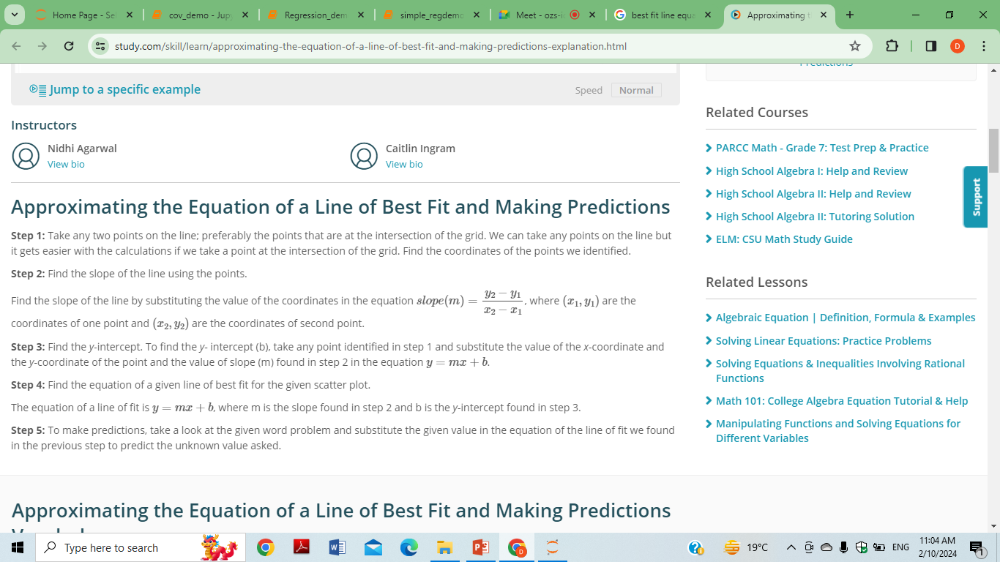 Home Page - Se
cov_demo - Jup
Regression_dem
simple_regdemo
Meet - ozs-i
best fit line equa
Approximating t
study.com/skill/learn/approximating-the-equation-of-a-line-of-best-fit-and-making-predictions-explanation.html
D
Predictions
Jump to a specific example
Speed
Normal
Instructors
Nidhi Agarwal
View bio
Caitlin Ingram
View bio
Approximating the Equation of a Line of Best Fit and Making Predictions
Step 1: Take any two points on the line; preferably the points that are at the intersection of the grid. We can take any points on the line but
it gets easier with the calculations if we take a point at the intersection of the grid. Find the coordinates of the points we identified.
Step 2: Find the slope of the line using the points.
Find the slope of the line by substituting the value of the coordinates in the equation slope(m) = (y₂ − y₁)/(x₂ − x₁), where (x₁, y₁) are the
coordinates of one point and (x₂, y₂) are the coordinates of second point.
Step 3: Find the y-intercept. To find the y- intercept (b), take any point identified in step 1 and substitute the value of the x-coordinate and
the y-coordinate of the point and the value of slope (m) found in step 2 in the equation y = mx + b.
Step 4: Find the equation of a given line of best fit for the given scatter plot.
The equation of a line of fit is y = mx + b, where m is the slope found in step 2 and b is the y-intercept found in step 3.
Step 5: To make predictions, take a look at the given word problem and substitute the given value in the equation of the line of fit we found
in the previous step to predict the unknown value asked.
Approximating the Equation of a Line of Best Fit and Making Predictions
Related Courses
PARCC Math - Grade 7: Test Prep & Practice
High School Algebra I: Help and Review
High School Algebra II: Help and Review
High School Algebra II: Tutoring Solution
ELM: CSU Math Study Guide
Related Lessons
Algebraic Equation | Definition, Formula & Examples
Solving Linear Equations: Practice Problems
Solving Equations & Inequalities Involving Rational
Functions
Math 101: College Algebra Equation Tutorial & Help
Manipulating Functions and Solving Equations for
Different Variables
Support
Type here to search
19°C
ENG
11:04 AM
2/10/2024
1